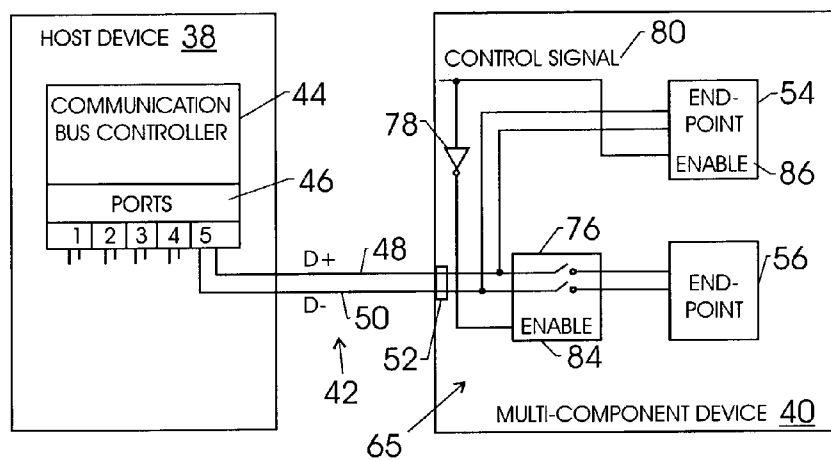 HOST DEVICE 38
COMMUNICATION
BUS CONTROLLER
44
PORTS
46
1 2 3 4 5
D+
48
D-
50
42
52
CONTROL SIGNAL
80
78
END-
POINT
54
ENABLE
86
76
ENABLE
84
END-
POINT
56
65
MULTI-COMPONENT DEVICE 40